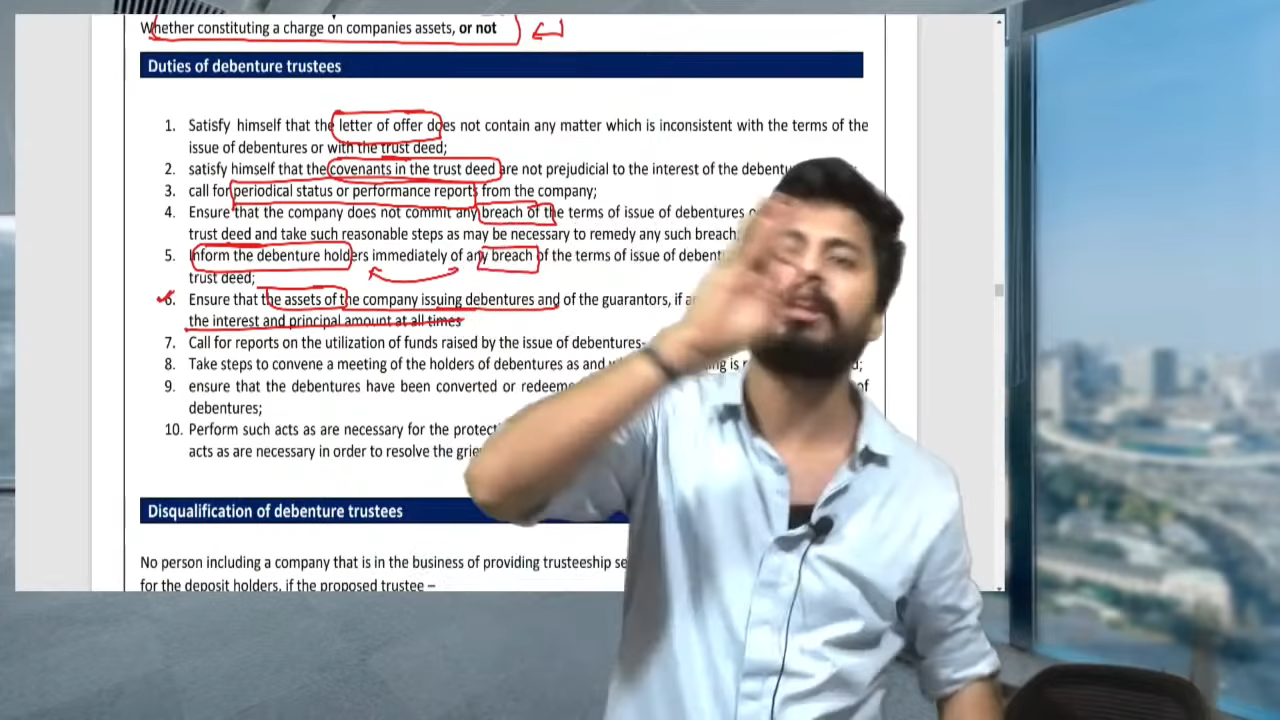 Whether constituting a charge on companies assets, or not
Duties of debenture trustees
1. Satisfy himself that the letter of offer does not contain any matter which is inconsistent with the terms of the
issue of debentures or with the trust deed;
2. satisfy himself that the covenants in the trust deed are not prejudicial to the interest of the
3. call for periodical status or performance reports from the company;
4. Ensure that the company does not commit any breach of the terms of issue of debentures
trust deed and take such reasonable steps as may be necessary to remedy any such breach
5. Inform the debenture holders immediately of any breach of the terms of issue of
trust deed;
6. Ensure that the assets of the company issuing debentures and of the guarantors, if
the interest and principal amount at all times
7. Call for reports on the utilization of funds raised by the issue of debentures-
8. Take steps to convene a meeting of the holders of debentures as and
9. ensure that the debentures have been converted or of
debentures;
10. Perform such acts as are necessary for the
acts as are necessary in order to resolve the
Disqualification of debenture trustees
No person including a company that is in the business of providing trusteeship
for the deposit holders, if the proposed trustee –